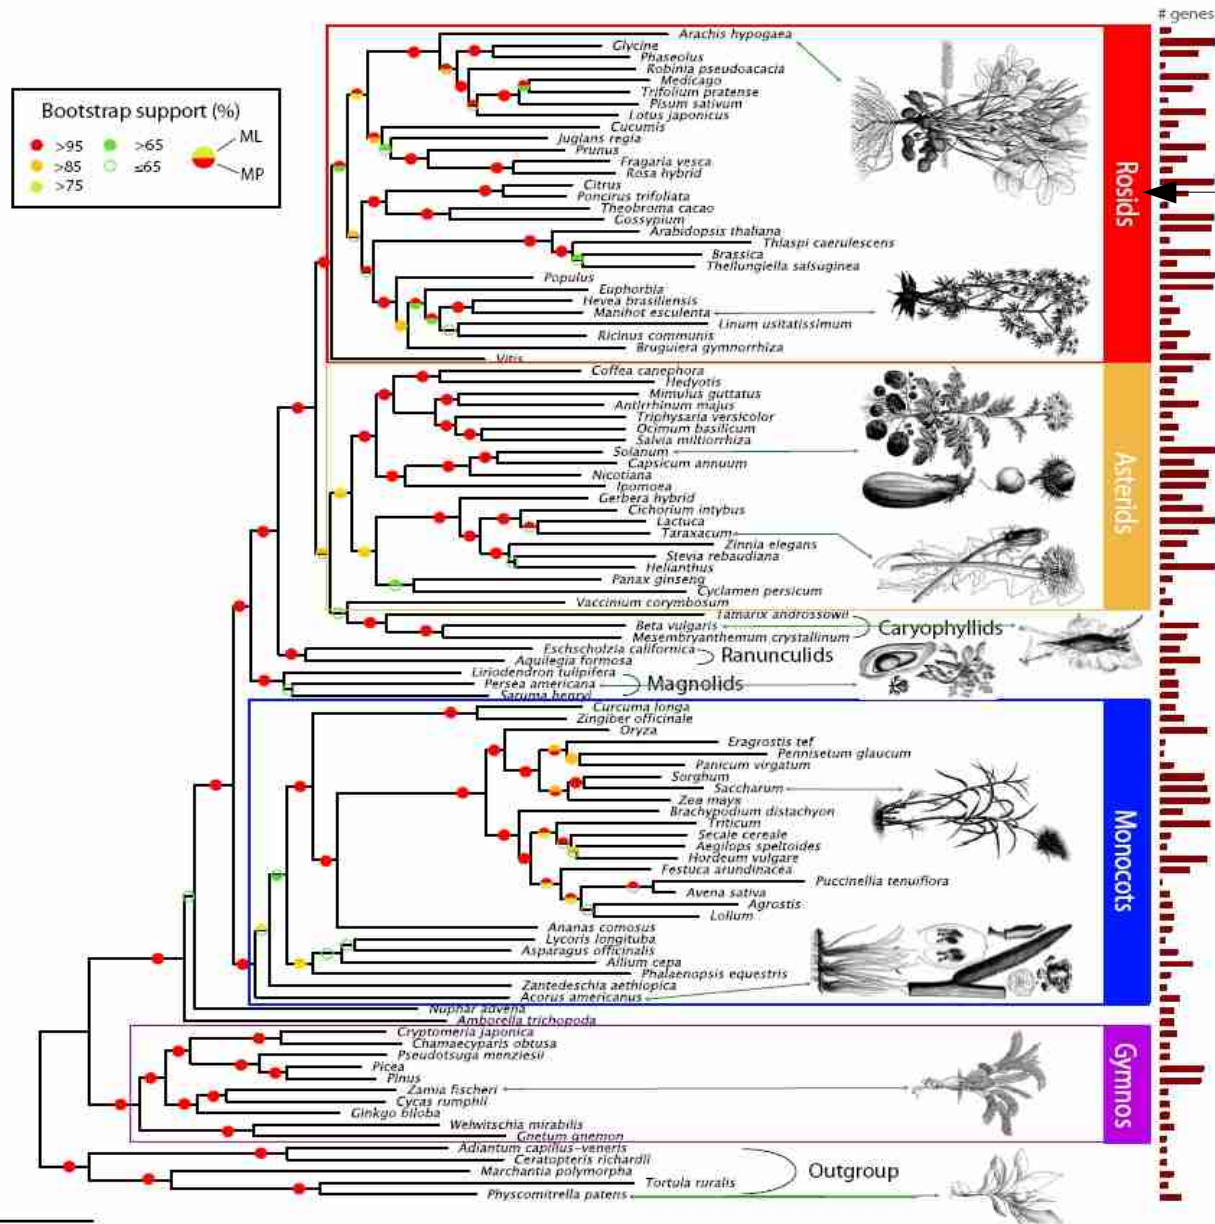 # genes
Bootstrap support (%)
>95 >65 ML
>85 ≤65 MP
>75
Arachis hypogaea
Glycine
Phaseolus
Robinia pseudoacacia
Medicago
Trifolium pratense
Pisum sativum
Lotus japonicus
Cucumis
Juglans regia
Prunus
Fragaria vesca
Rosa hybrid
Citrus
Poncirus trifoliata
Theobroma cacao
Gossypium
Arabidopsis thaliana
Thlaspi caerulescens
Brassica
Thellungiella salsuginea
Populus
Euphorbia
Hevea brasiliensis
Manihot esculenta
Linum usitatissimum
Ricinus communis
Bruguiera gymnorrhiza
Vitis
Rosids
Coffea canephora
Hedyotis
Mimulus guttatus
Antirrhinum majus
Triphysaria versicolor
Ocimum basilicum
Salvia miltiorrhiza
Solanum
Capsicum annuum
Nicotiana
Ipomoea
Gerbera hybrid
Cichorium intybus
Lactuca
Taraxacum
Zinnia elegans
Stevia rebaudiana
Helianthus
Panax ginseng
Cyclamen persicum
Vaccinium corymbosum
Asterids
Tamarix androssowii
Beta vulgaris
Mesembryanthemum crystallinum
Caryophyllids
Eschscholzia californica
Aquilegia formosa
Ranunculids
Liriodendron tulipifera
Persea americana
Saruma henryi
Magnolids
Curcuma longa
Zingiber officinale
Oryza
Eragrostis tef
Pennisetum glaucum
Panicum virgatum
Sorghum
Saccharum
Zea mays
Brachypodium distachyon
Triticum
Secale cereale
Aegilops speltoides
Hordeum vulgare
Festuca arundinacea
Puccinellia tenuiflora
Avena sativa
Agrostis
Lolium
Ananas comosus
Lycoris longituba
Asparagus officinalis
Allium cepa
Phalaenopsis equestris
Zantedeschia aethiopica
Acorus americanus
Monocots
Nuphar advena
Amborella trichopoda
Cryptomeria japonica
Chamaecyparis obtusa
Pseudotsuga menziesii
Picea
Pinus
Zamia fischeri
Cycas rumphii
Ginkgo biloba
Welwitschia mirabilis
Gnetum gnemon
Gymnos
Adiantum capillus-veneris
Ceratopteris richardii
Marchantia polymorpha
Tortula ruralis
Physcomitrella patens
Outgroup